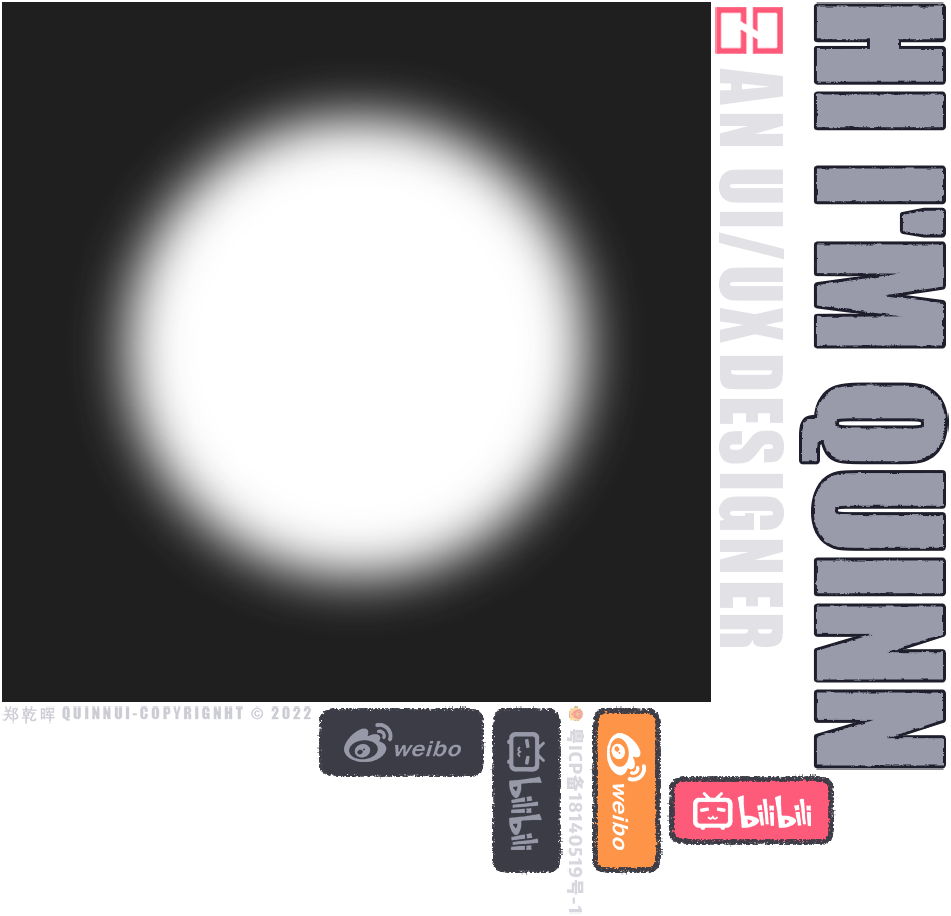 HI I'M QUINN
AN UI/UX DESIGNER
郑乾晖 QUINNUI-COPYRIGNHT © 2022
weibo
bilibili
粤ICP备18140519号-1
weibo
bilibili